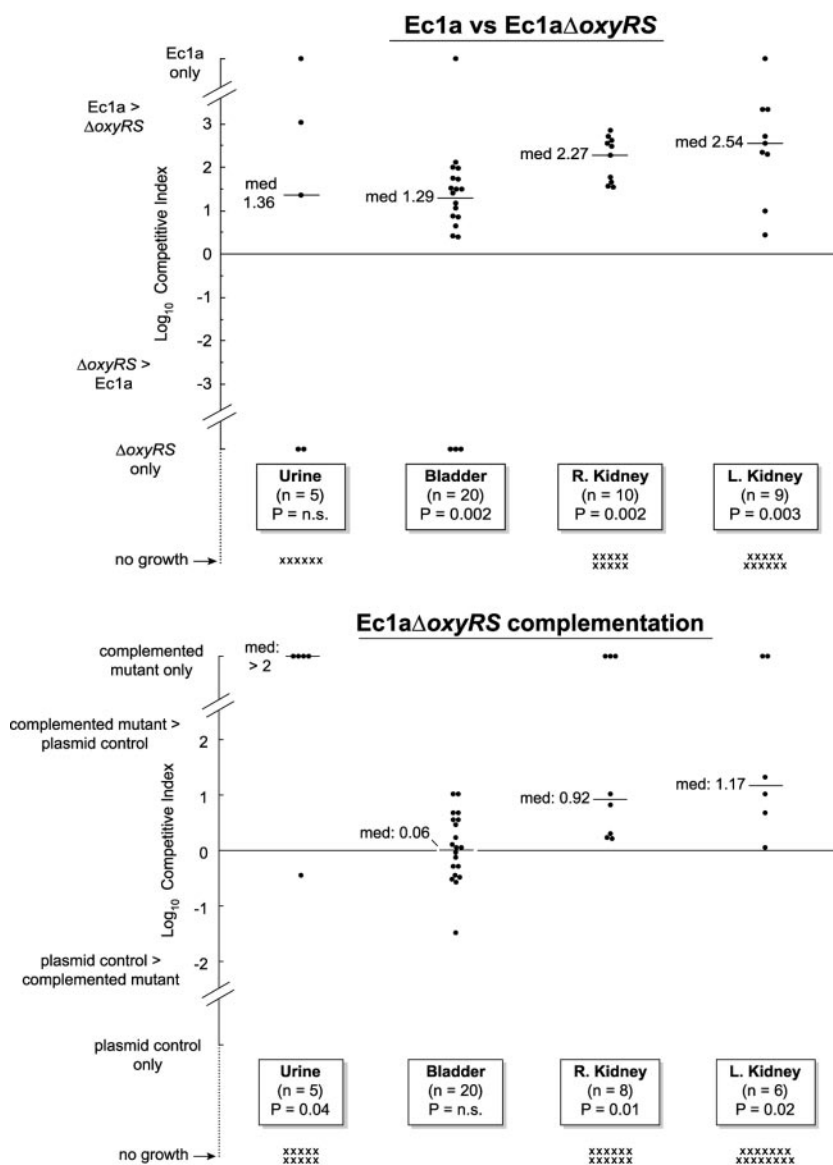 Ec1a vs Ec1aΔoxyRS
Ec1a
only
Ec1a >
ΔoxyRS
3
2
1
0
-1
-2
-3
Log10 Competitive Index
ΔoxyRS >
Ec1a
ΔoxyRS
only
med
1.36
med 1.29
med 2.27
med 2.54
Urine
(n = 5)
P = n.s.
Bladder
(n = 20)
P = 0.002
R. Kidney
(n = 10)
P = 0.002
L. Kidney
(n = 9)
P = 0.003
no growth
xxxxxx
xxxxx
xxxxx
xxxxx
xxxxxx
Ec1aΔoxyRS complementation
complemented
mutant only
complemented mutant >
plasmid control
2
1
0
-1
-2
Log10 Competitive Index
plasmid control >
complemented mutant
plasmid control
only
med:
> 2
med: 0.06
med: 0.92
med: 1.17
Urine
(n = 5)
P = 0.04
Bladder
(n = 20)
P = n.s.
R. Kidney
(n = 8)
P = 0.01
L. Kidney
(n = 6)
P = 0.02
no growth
xxxxx
xxxxx
xxxxxx
xxxxxx
xxxxxxx
xxxxxxxx